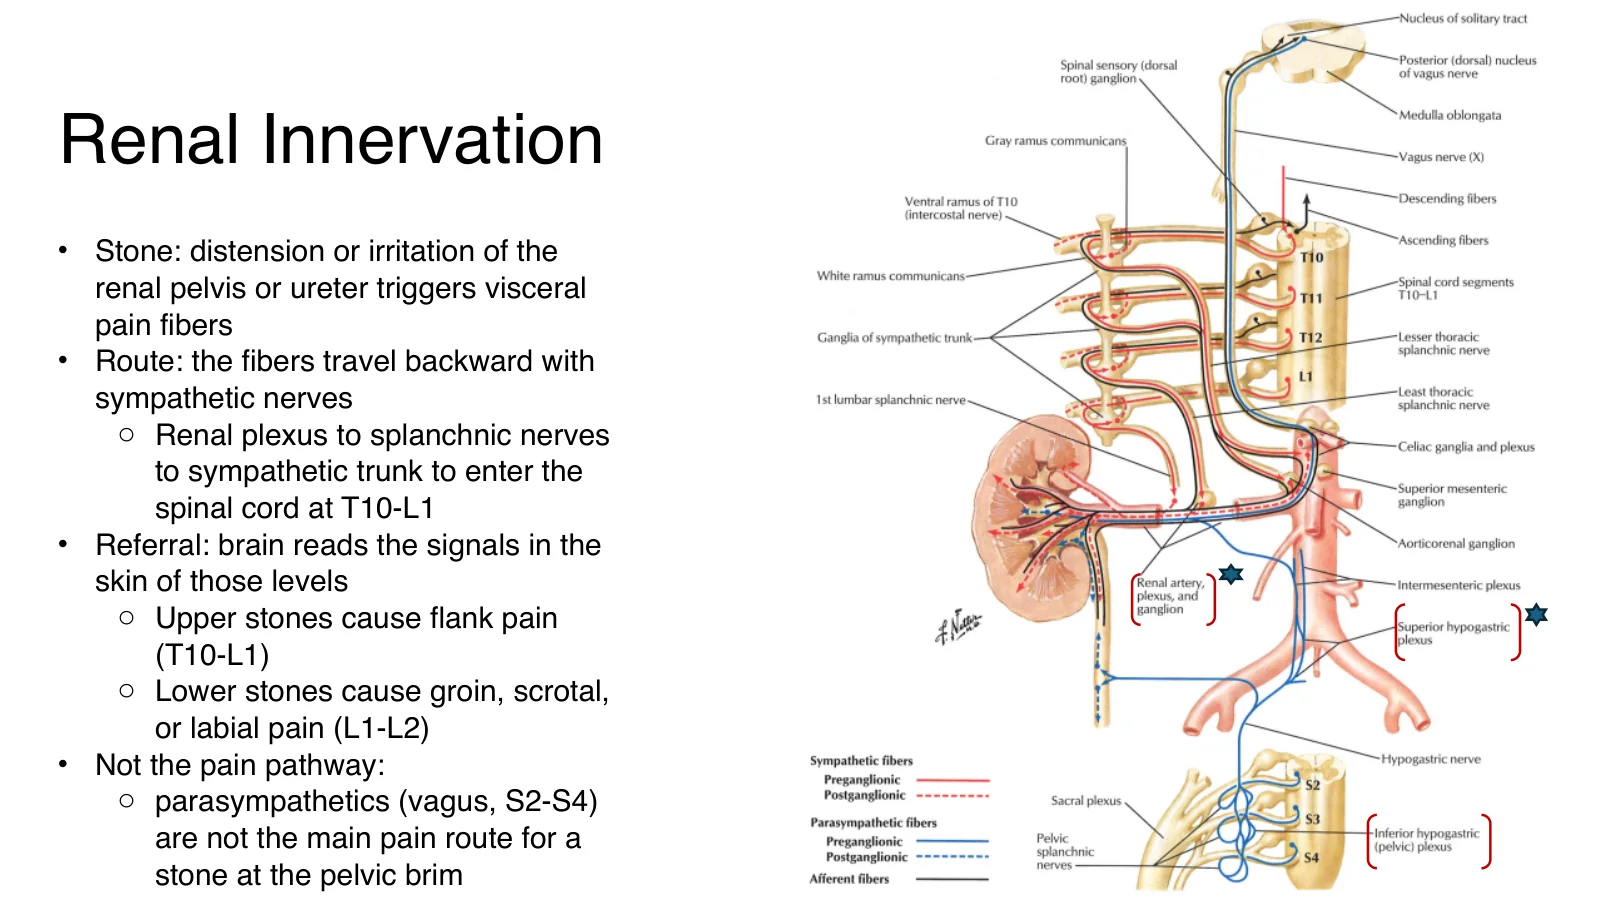 Renal Innervation
• Stone: distension or irritation of the
renal pelvis or ureter triggers visceral
pain fibers
• Route: the fibers travel backward with
sympathetic nerves
○ Renal plexus to splanchnic nerves
to sympathetic trunk to enter the
spinal cord at T10-L1
• Referral: brain reads the signals in the
skin of those levels
○ Upper stones cause flank pain
(T10-L1)
○ Lower stones cause groin, scrotal,
or labial pain (L1-L2)
• Not the pain pathway:
○ parasympathetics (vagus, S2-S4)
are not the main pain route for a
stone at the pelvic brim
Nucleus of solitary tract
Posterior (dorsal) nucleus
of vagus nerve
Medulla oblongata
Vagus nerve (X)
Descending fibers
Ascending fibers
Spinal cord segments
T10–L1
Lesser thoracic
splanchnic nerve
Least thoracic
splanchnic nerve
Celiac ganglia and plexus
Superior mesenteric
ganglion
Aorticorenal ganglion
Intermesenteric plexus
Superior hypogastric
plexus
Hypogastric nerve
Inferior hypogastric
(pelvic) plexus
Spinal sensory (dorsal
root) ganglion
Gray ramus communicans
Ventral ramus of T10
(intercostal nerve)
White ramus communicans
Ganglia of sympathetic trunk
1st lumbar splanchnic nerve
T10
T11
T12
L1
Renal artery,
plexus, and
ganglion
F. Netter
M.D.
Sacral plexus
Pelvic
splanchnic
nerves
S2
S3
S4
Sympathetic fibers
Preganglionic
Postganglionic
Parasympathetic fibers
Preganglionic
Postganglionic
Afferent fibers